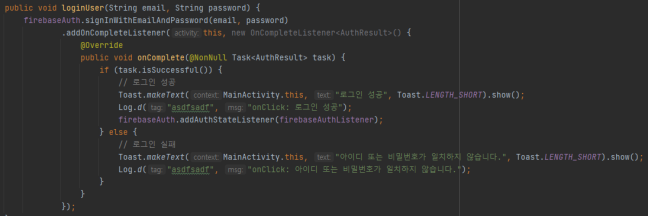 public void loginUser(String email, String password) {
firebaseAuth.signInWithEmailAndPassword(email, password)
.addOnCompleteListener( activity: this, new OnCompleteListener<AuthResult>() {
@Override
public void onComplete(@NonNull Task<AuthResult> task) {
if (task.isSuccessful()) {
// 로그인 성공
Toast.makeText( context: MainActivity.this, text: "로그인 성공", Toast.LENGTH_SHORT).show();
Log.d( tag: "asdfsadf", msg: "onClick: 로그인 성공");
firebaseAuth.addAuthStateListener(firebaseAuthListener);
} else {
// 로그인 실패
Toast.makeText( context: MainActivity.this, text: "아이디 또는 비밀번호가 일치하지 않습니다.", Toast.LENGTH_SHORT).show();
Log.d( tag: "asdfsadf", msg: "onClick: 아이디 또는 비밀번호가 일치하지 않습니다.");
}
}
});